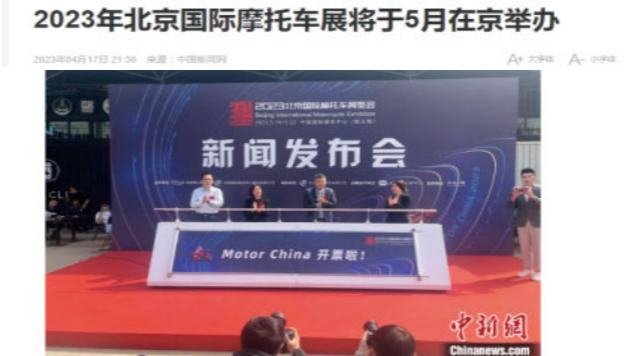 2023年北京国际摩托车展将于5月在京举办
2023年04月17日 21:30 来源：中国新闻网
A+ 大字体 A- 小字体
2023北京国际摩托车展览会
Beijing International Motorcycle Exhibition
新闻发布会
Motor China 开票啦！
中新网
Chinanews.com